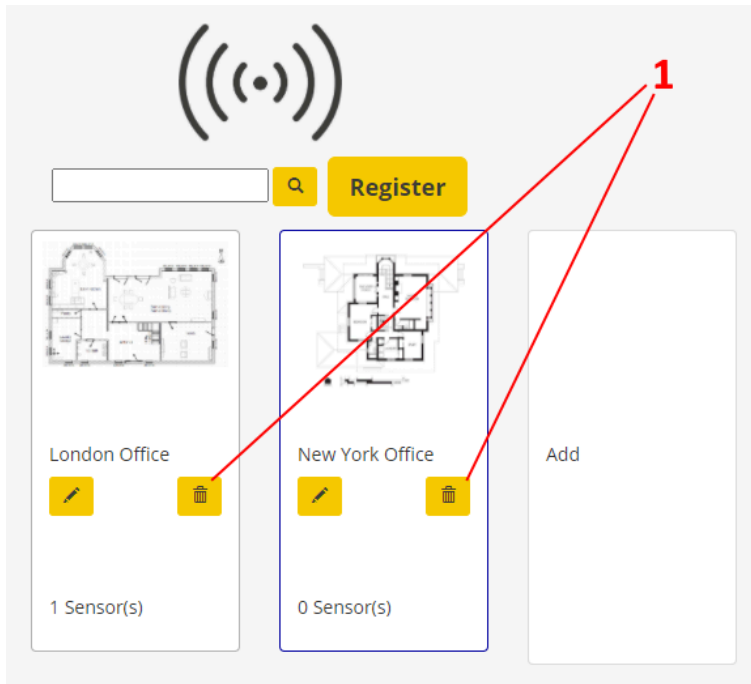 1
Register
London Office
New York Office
Add
1 Sensor(s)
0 Sensor(s)